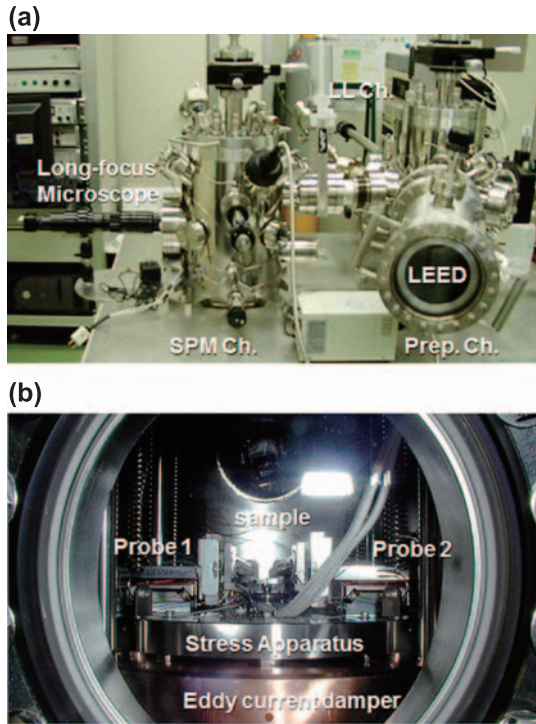 (a)
LL Ch.
Long-focus
Microscope
LEED
SPM Ch.
Prep. Ch.
(b)
sample
Probe 1
Probe 2
Stress Apparatus
Eddy current damper